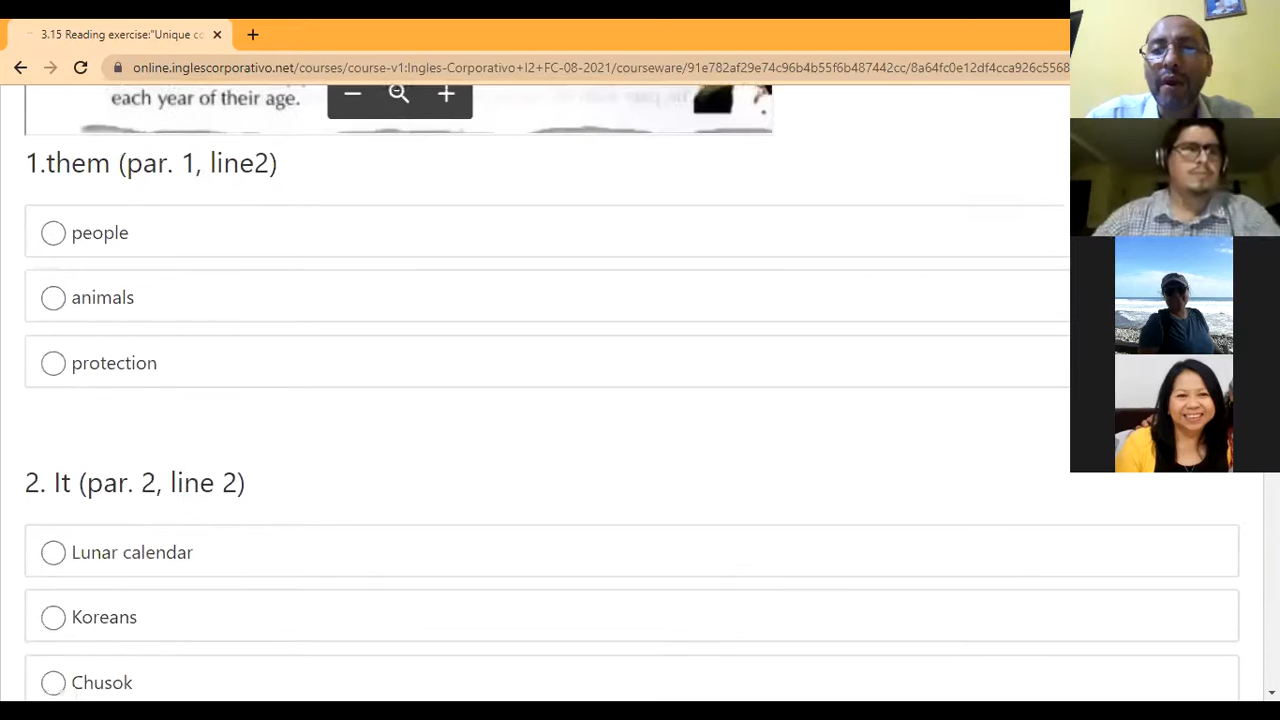 3.15 Reading exercise:"Unique co
online.inglescorporativo.net/courses/course-v1:Ingles-Corporativo+I2+FC-08-2021/courseware/91e782af29e74c96b4b55f6b487442cc/8a64fc0e12df4cca926c5568
each year of their age.
1.them (par. 1, line2)
people
animals
protection
2. It (par. 2, line 2)
Lunar calendar
Koreans
Chusok